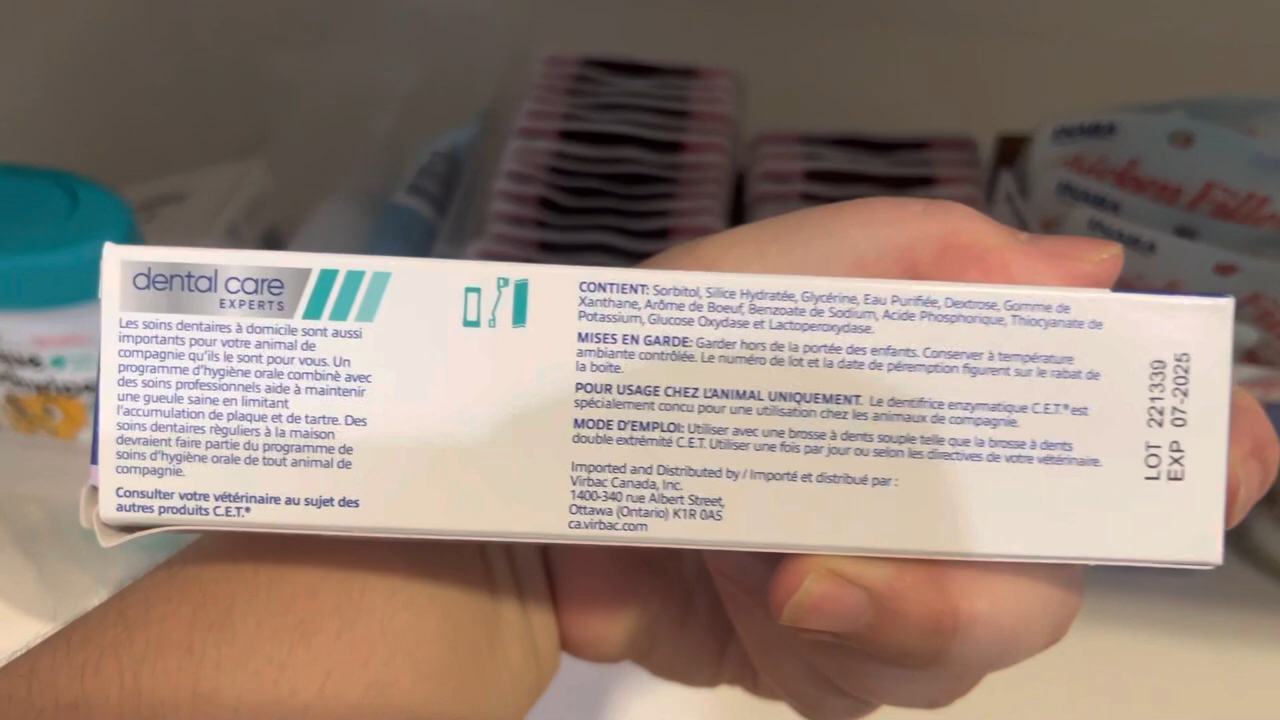 dental care
EXPERTS
Les soins dentaires à domicile sont aussi
importants pour votre animal de
compagnie qu'ils le sont pour vous. Un
programme d'hygiène orale combiné avec
des soins professionnels aide à maintenir
une gueule saine en limitant
l'accumulation de plaque et de tartre. Des
soins dentaires règuliers à la maison
devraient faire partie du programme de
soins d'hygiène orale de tout animal de
compagnie.
Consulter votre vétérinaire au sujet des
autres produits C.E.T.®
CONTIENT: Sorbitol, Silice Hydratée, Glycérine, Eau Purifiée, Dextrose, Gomme de
Xanthane, Arôme de Boeuf, Benzoate de Sodium, Acide Phosphorique, Thiocyanate de
Potassium, Glucose Oxydase et Lactoperoxydase.
MISES EN GARDE: Garder hors de la portée des enfants. Conserver à température
ambiante contrôlée. Le numéro de lot et la date de péremption figurent sur le rabat de
la boite.
POUR USAGE CHEZ L'ANIMAL UNIQUEMENT. Le dentifrice enzymatique C.E.T.® est
spécialement concu pour une utilisation chez les animaux de compagnie.
MODE D'EMPLOI: Utiliser avec une brosse à dents souple telle que la brosse à dents
double extrémité C.E.T. Utiliser une fois par jour ou selon les directives de votre vétérinaire.
Imported and Distributed by / Importé et distribué par :
Virbac Canada, Inc.
1400-340 rue Albert Street,
Ottawa (Ontario) K1R 0A5
ca.virbac.com
LOT 221339
EXP 07-2025
INABA
INABA
INABA